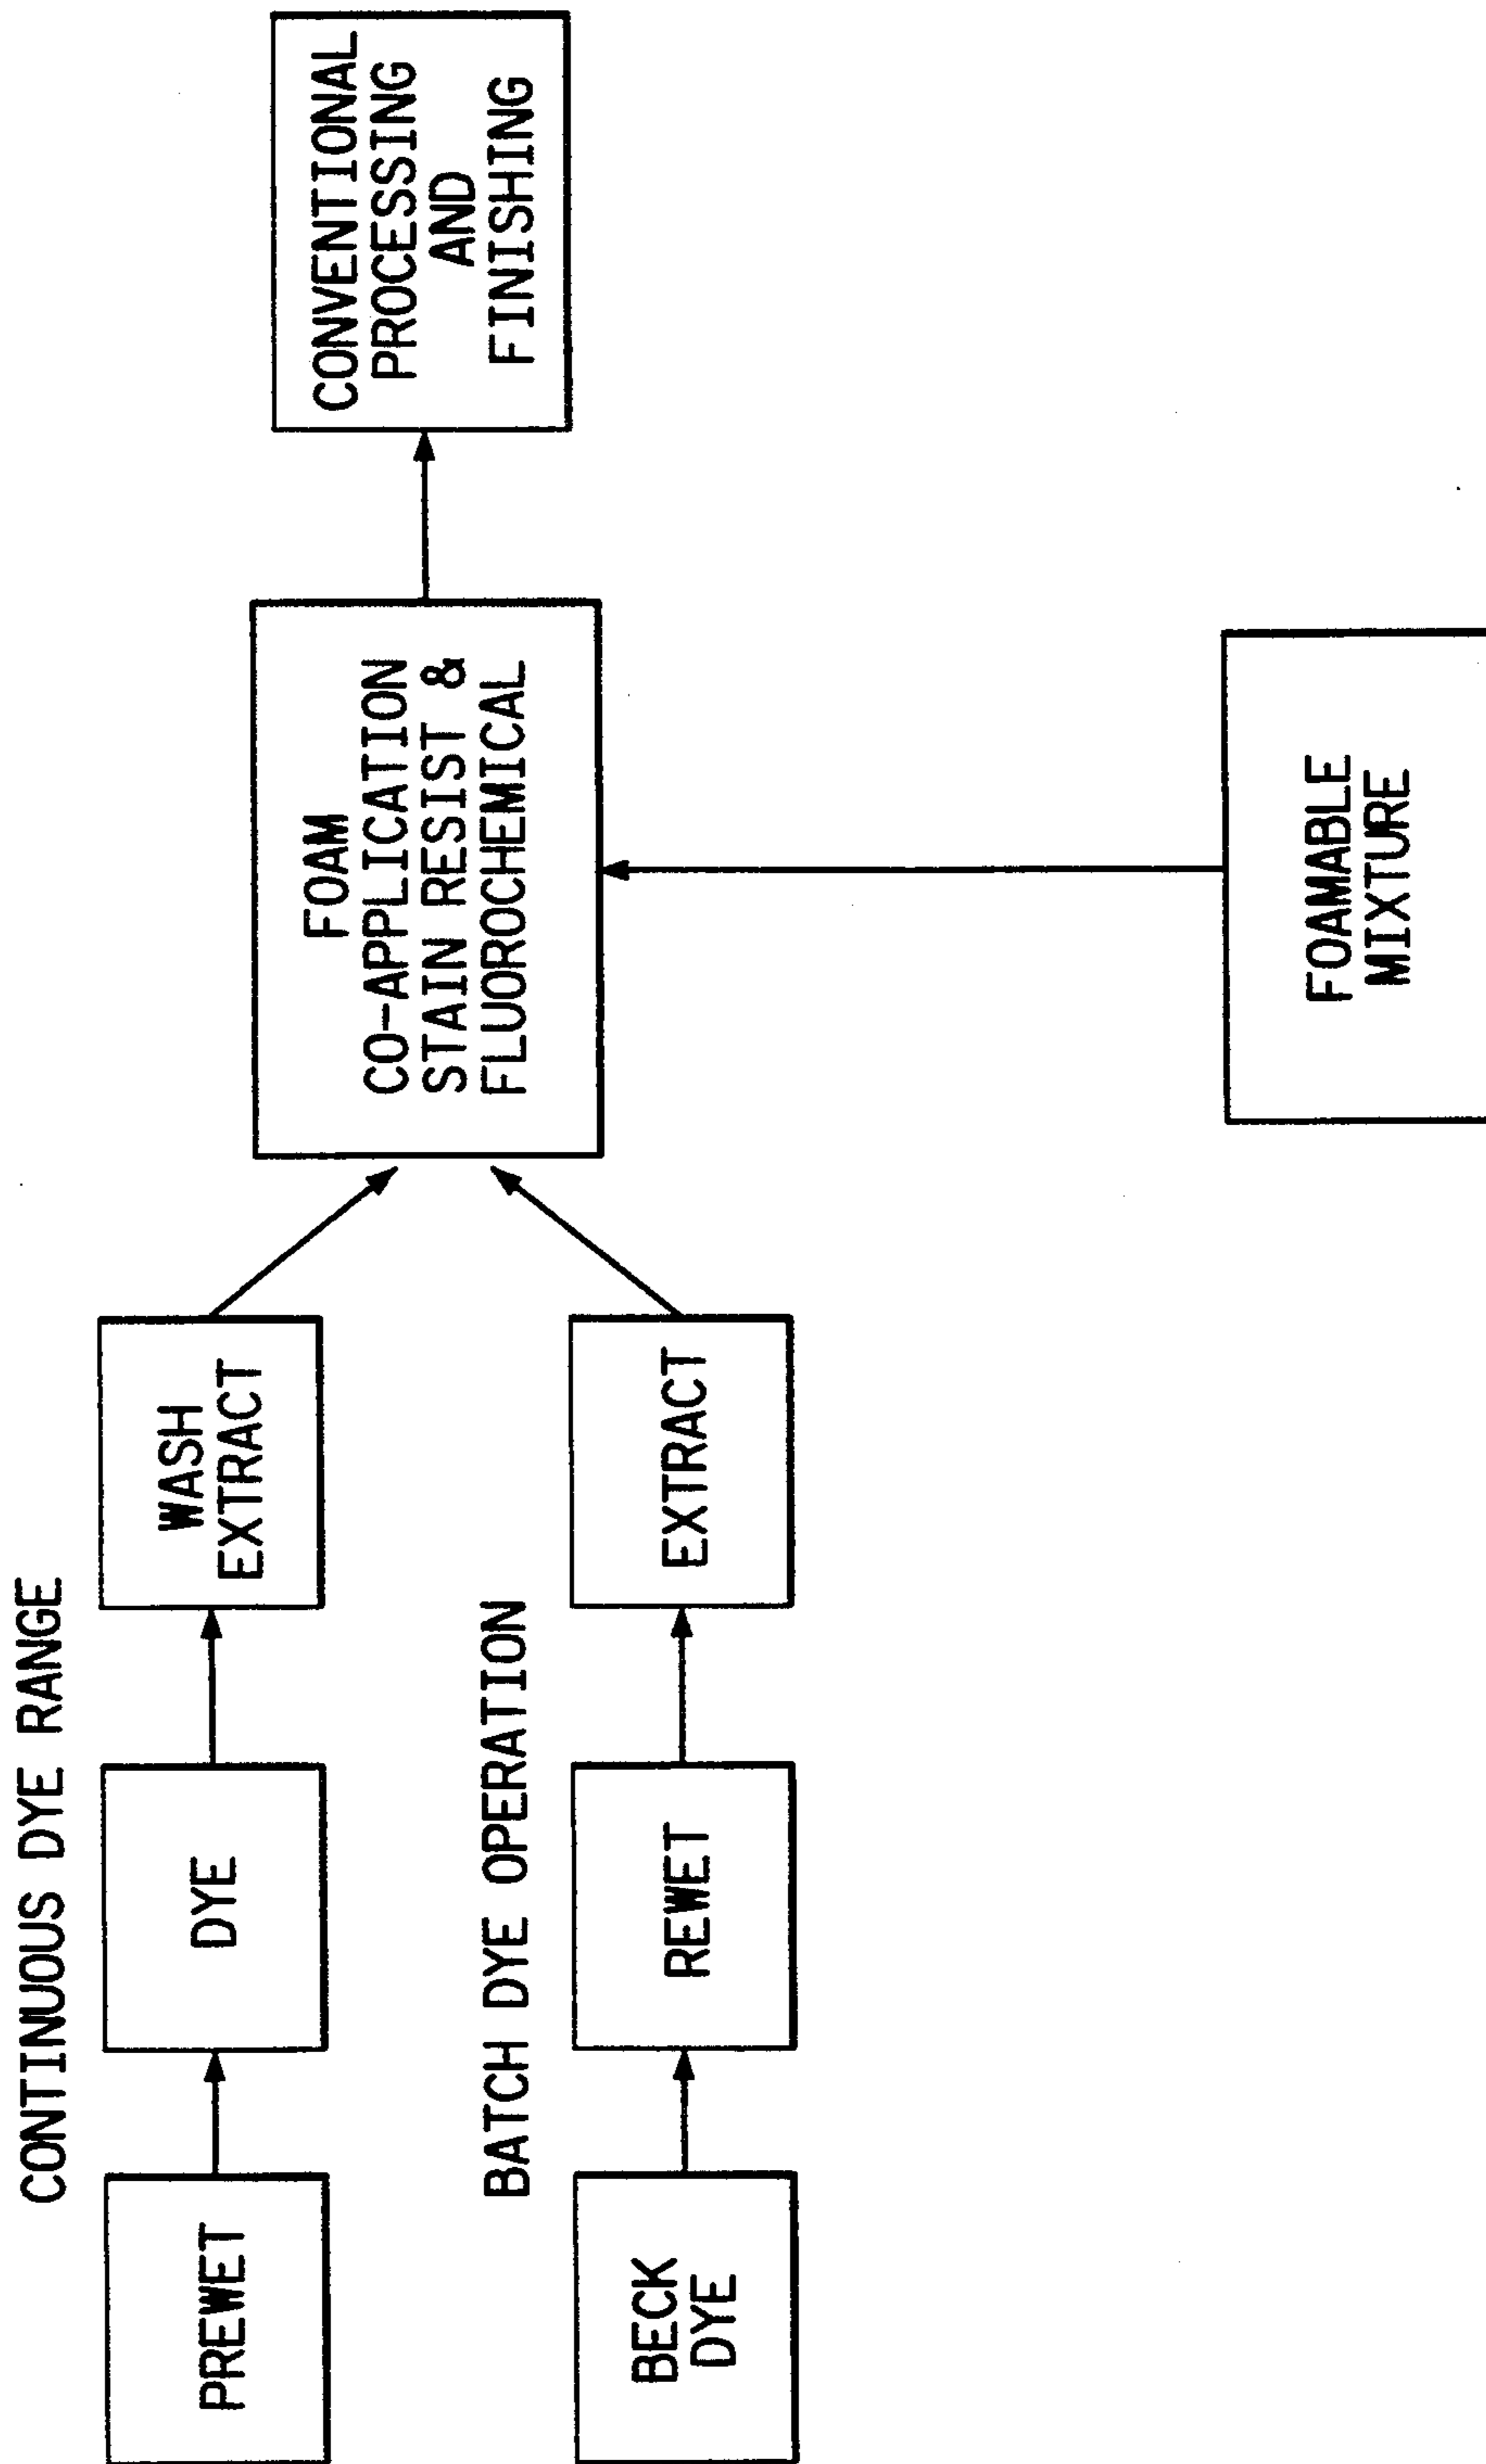 CONTINUOUS DYE RANGE
PREWET
DYE
WASH
EXTRACT
BATCH DYE OPERATION
BECK
DYE
REWET
EXTRACT
FOAM
CO-APPLICATION
STAIN RESIST &
FLUOROCHEMICAL
CONVENTIONAL
PROCESSING
AND
FINISHING
FOAMABLE
MIXTURE